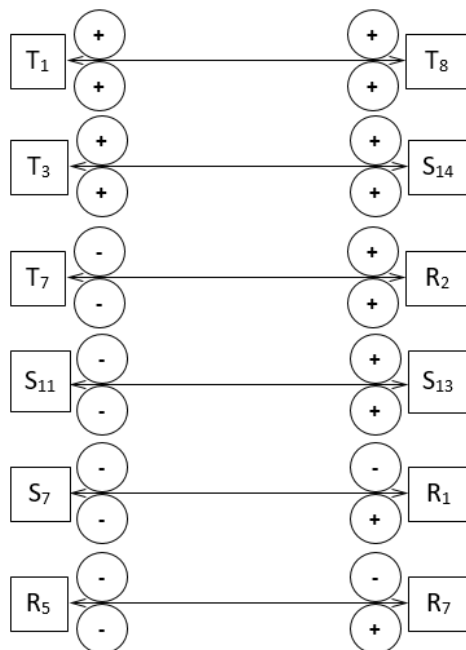 + +
T₁ T₈
+ +
+ +
T₃ S₁₄
+ +
- +
T₇ R₂
- +
- +
S₁₁ S₁₃
- +
- -
S₇ R₁
- +
- -
R₅ R₇
- +